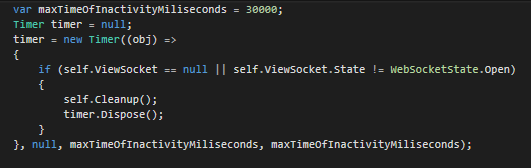 var maxTimeOfInactivityMiliseconds = 30000;
Timer timer = null;
timer = new Timer((obj) =>
{
    if (self.ViewSocket == null || self.ViewSocket.State != WebSocketState.Open)
    {
        self.Cleanup();
        timer.Dispose();
    }
}, null, maxTimeOfInactivityMiliseconds, maxTimeOfInactivityMiliseconds);